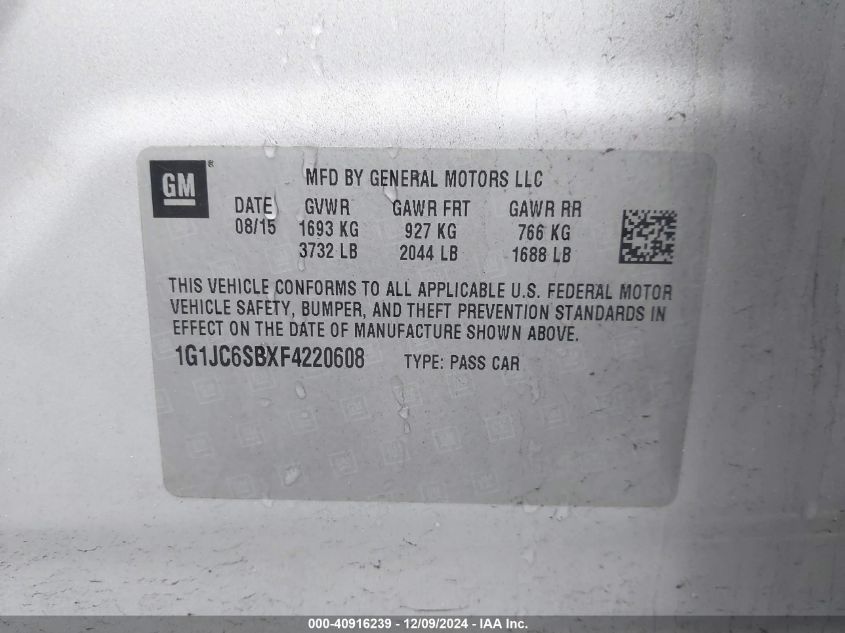 GM ®
MFD BY GENERAL MOTORS LLC
DATE GVWR GAWR FRT GAWR RR
08/15 1693 KG 927 KG 766 KG
3732 LB 2044 LB 1688 LB
THIS VEHICLE CONFORMS TO ALL APPLICABLE U.S. FEDERAL MOTOR
VEHICLE SAFETY, BUMPER, AND THEFT PREVENTION STANDARDS IN
EFFECT ON THE DATE OF MANUFACTURE SHOWN ABOVE.
1G1JC6SBXF4220608 TYPE: PASS CAR
000-40916239 - 12/09/2024 - IAA Inc.